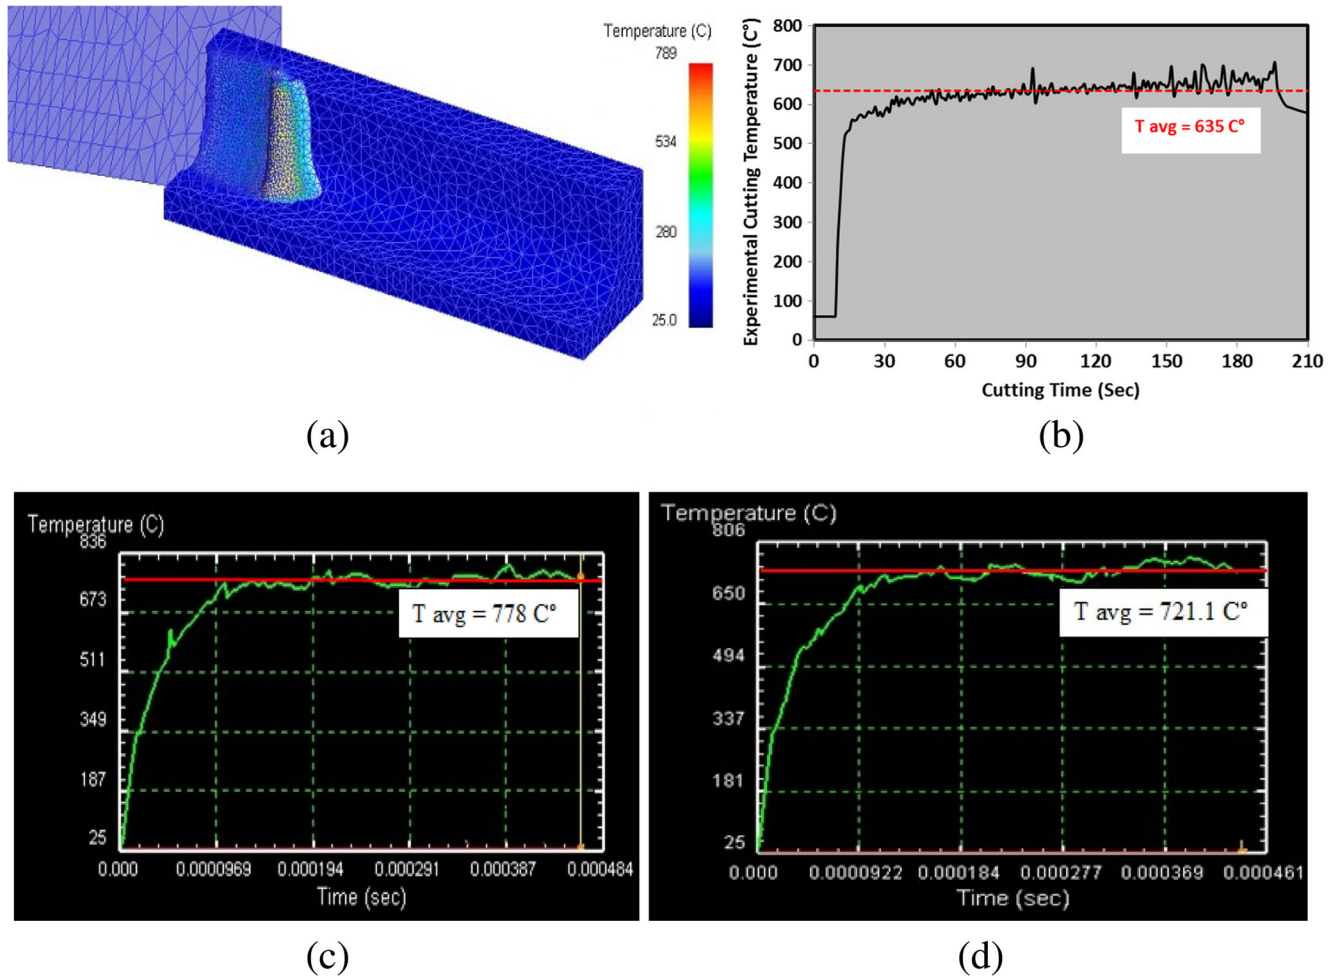 Temperature (C)
789
534
280
25.0
(a)
Experimental Cutting Temperature (C°)
800
700
600
500
400
300
200
100
0
T avg = 635 C°
0 30 60 90 120 150 180 210
Cutting Time (Sec)
(b)
Temperature (C)
836
673
511
349
187
25
T avg = 778 C°
0.000 0.0000969 0.000194 0.000291 0.000387 0.000484
Time (sec)
(c)
Temperature (C)
806
650
494
337
181
25
T avg = 721.1 C°
0.000 0.0000922 0.000184 0.000277 0.000369 0.000461
Time (sec)
(d)